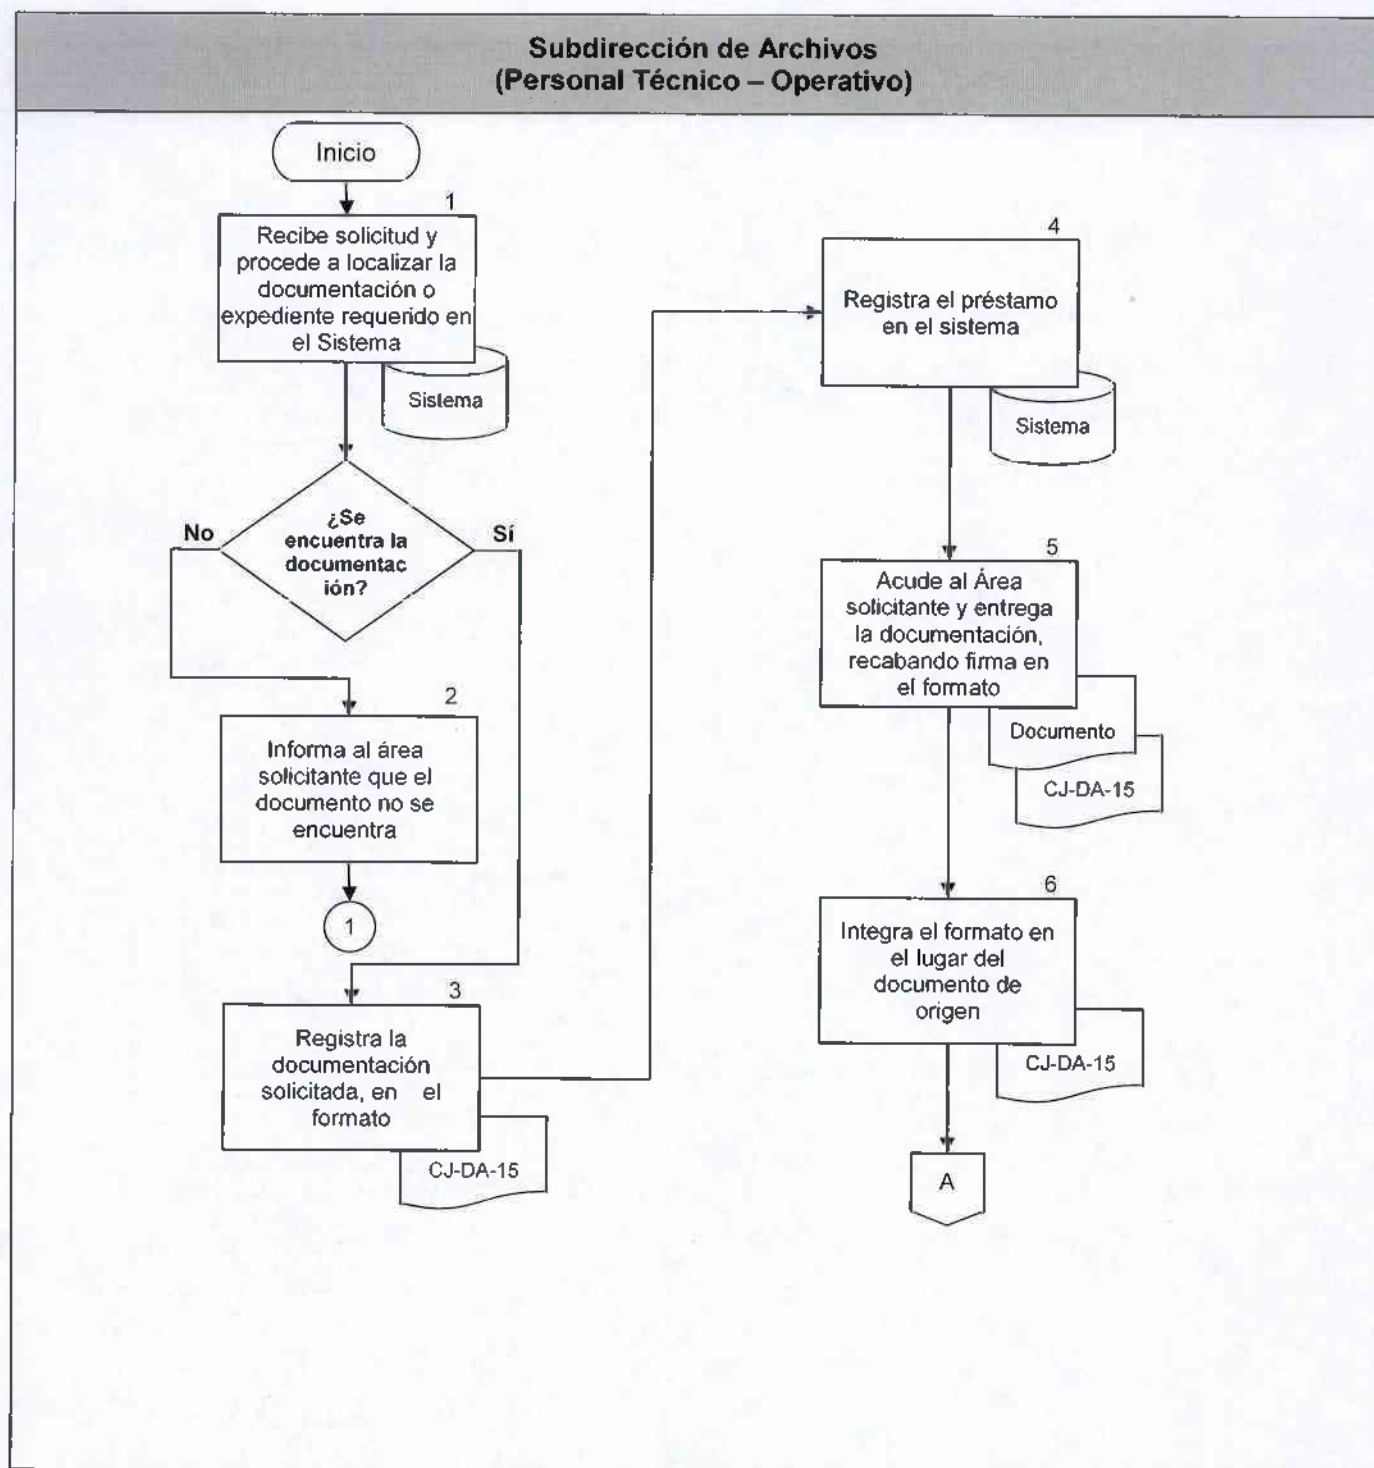 Subdirección de Archivos
(Personal Técnico – Operativo)
Inicio
1
Recibe solicitud y
procede a localizar la
documentación o
expediente requerido en
el Sistema
Sistema
¿Se
encuentra la
documentac
ión?
No
Sí
2
Informa al área
solicitante que el
documento no se
encuentra
1
3
Registra la
documentación
solicitada, en el
formato
CJ-DA-15
4
Registra el préstamo
en el sistema
Sistema
5
Acude al Área
solicitante y entrega
la documentación,
recabando firma en
el formato
Documento
CJ-DA-15
6
Integra el formato en
el lugar del
documento de
origen
CJ-DA-15
A